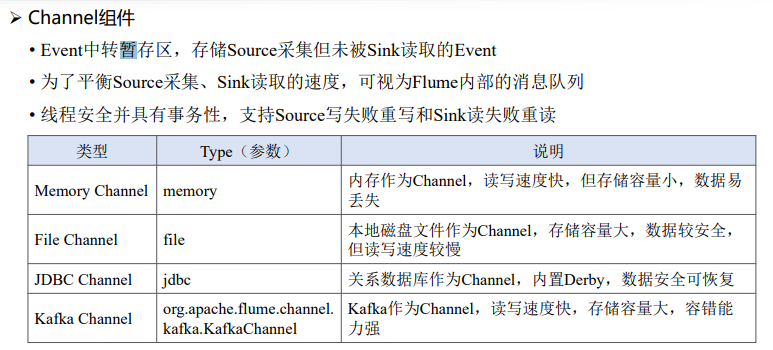 ➢ Channel组件
• Event中转暂存区，存储Source采集但未被Sink读取的Event
• 为了平衡Source采集、Sink读取的速度，可视为Flume内部的消息队列
• 线程安全并具有事务性，支持Source写失败重写和Sink读失败重读
类型 Type（参数） 说明
Memory Channel memory 内存作为Channel，读写速度快，但存储容量小，数据易
丢失
File Channel file 本地磁盘文件作为Channel，存储容量大，数据较安全，
但读写速度较慢
JDBC Channel jdbc 关系数据库作为Channel，内置Derby，数据安全可恢复
Kafka Channel org.apache.flume.channel. Kafka作为Channel，读写速度快，存储容量大，容错能
kafka.KafkaChannel 力强